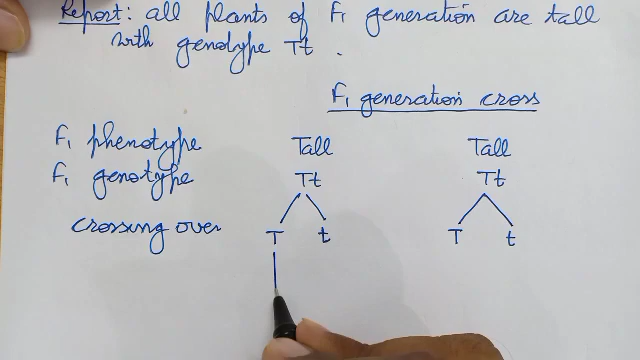 Report: all plants of F1 generation are tall
with genotype Tt.
F1 generation cross
F1 phenotype Tall Tall
F1 genotype Tt Tt
crossing over T t T t